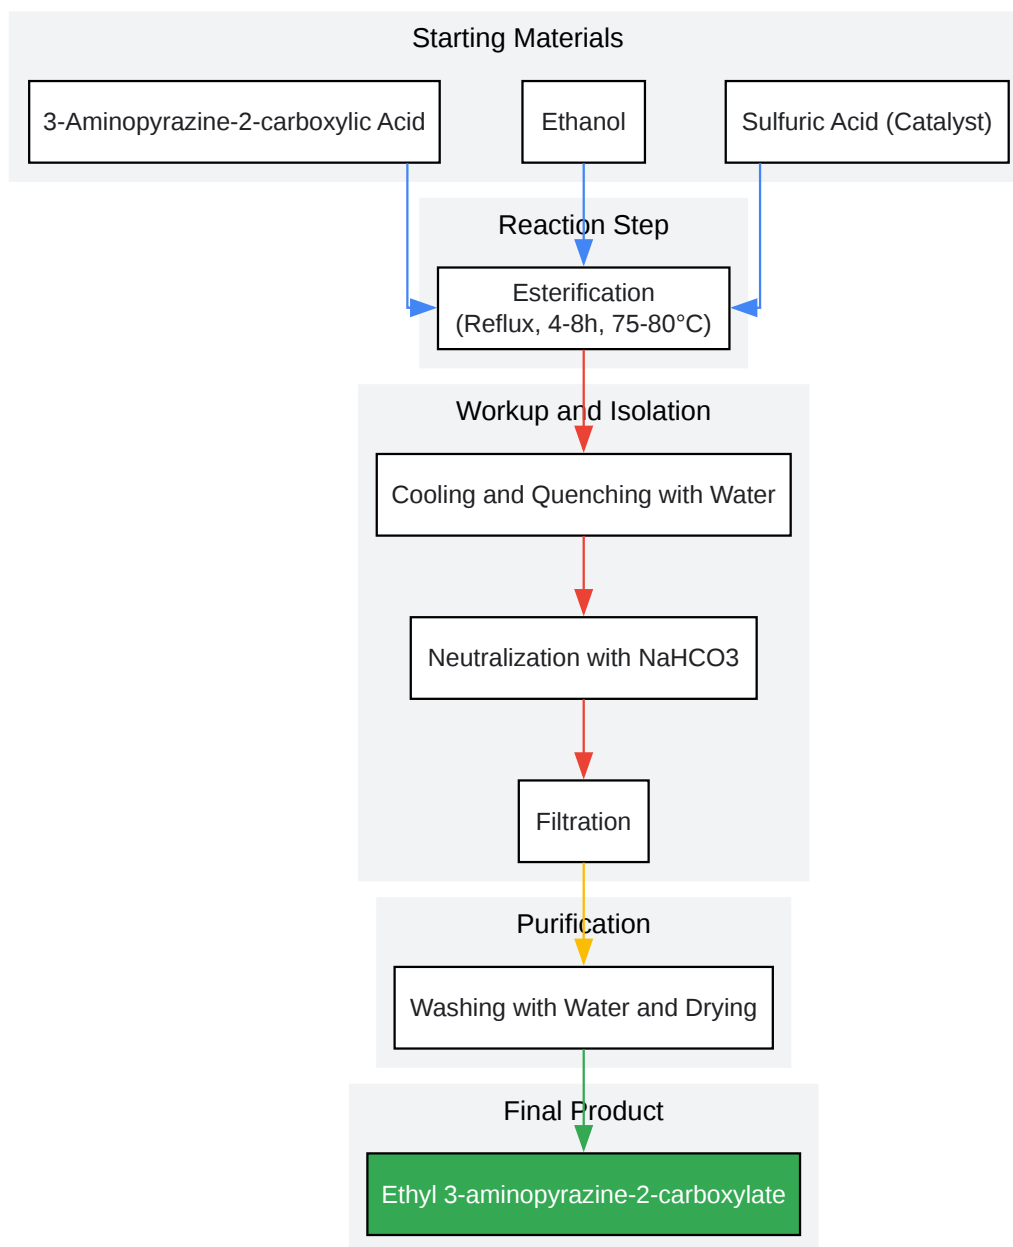 Starting Materials
3-Aminopyrazine-2-carboxylic Acid
Ethanol
Sulfuric Acid (Catalyst)
Reaction Step
Esterification
(Reflux, 4-8h, 75-80°C)
Workup and Isolation
Cooling and Quenching with Water
Neutralization with NaHCO3
Filtration
Purification
Washing with Water and Drying
Final Product
Ethyl 3-aminopyrazine-2-carboxylate